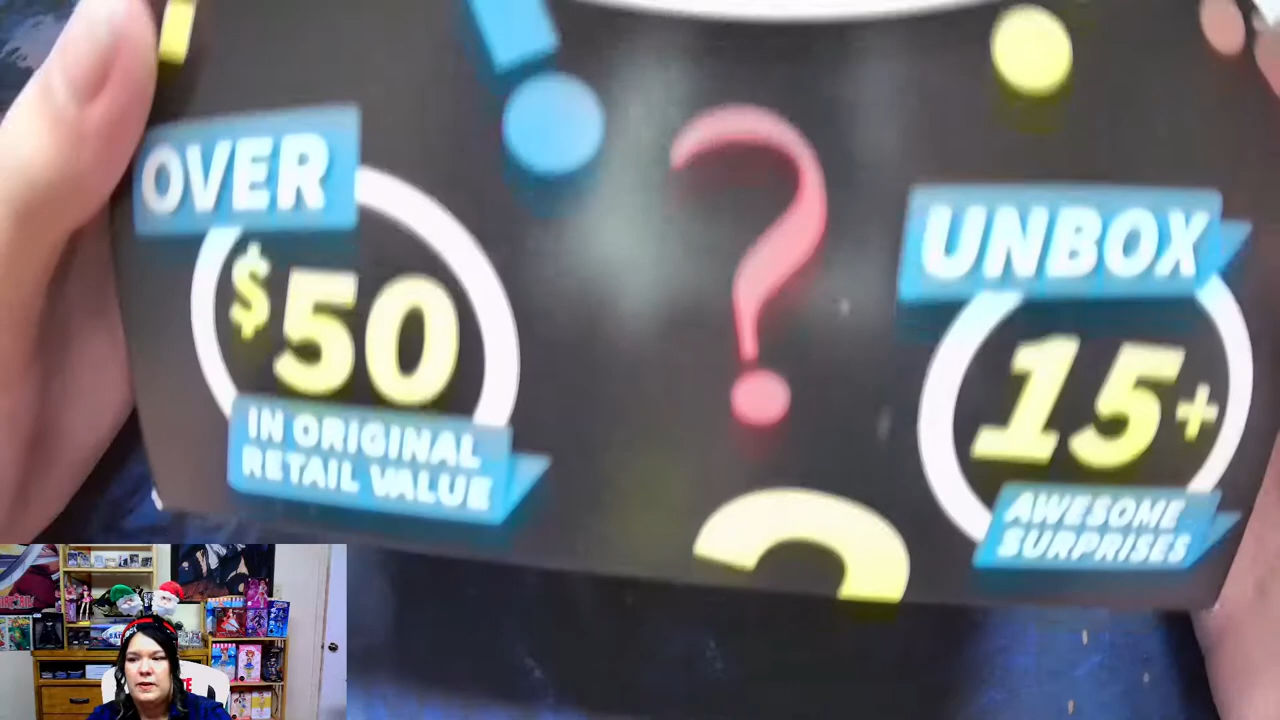 OVER
$50
IN ORIGINAL
RETAIL VALUE
UNBOX
15+
AWESOME
SURPRISES